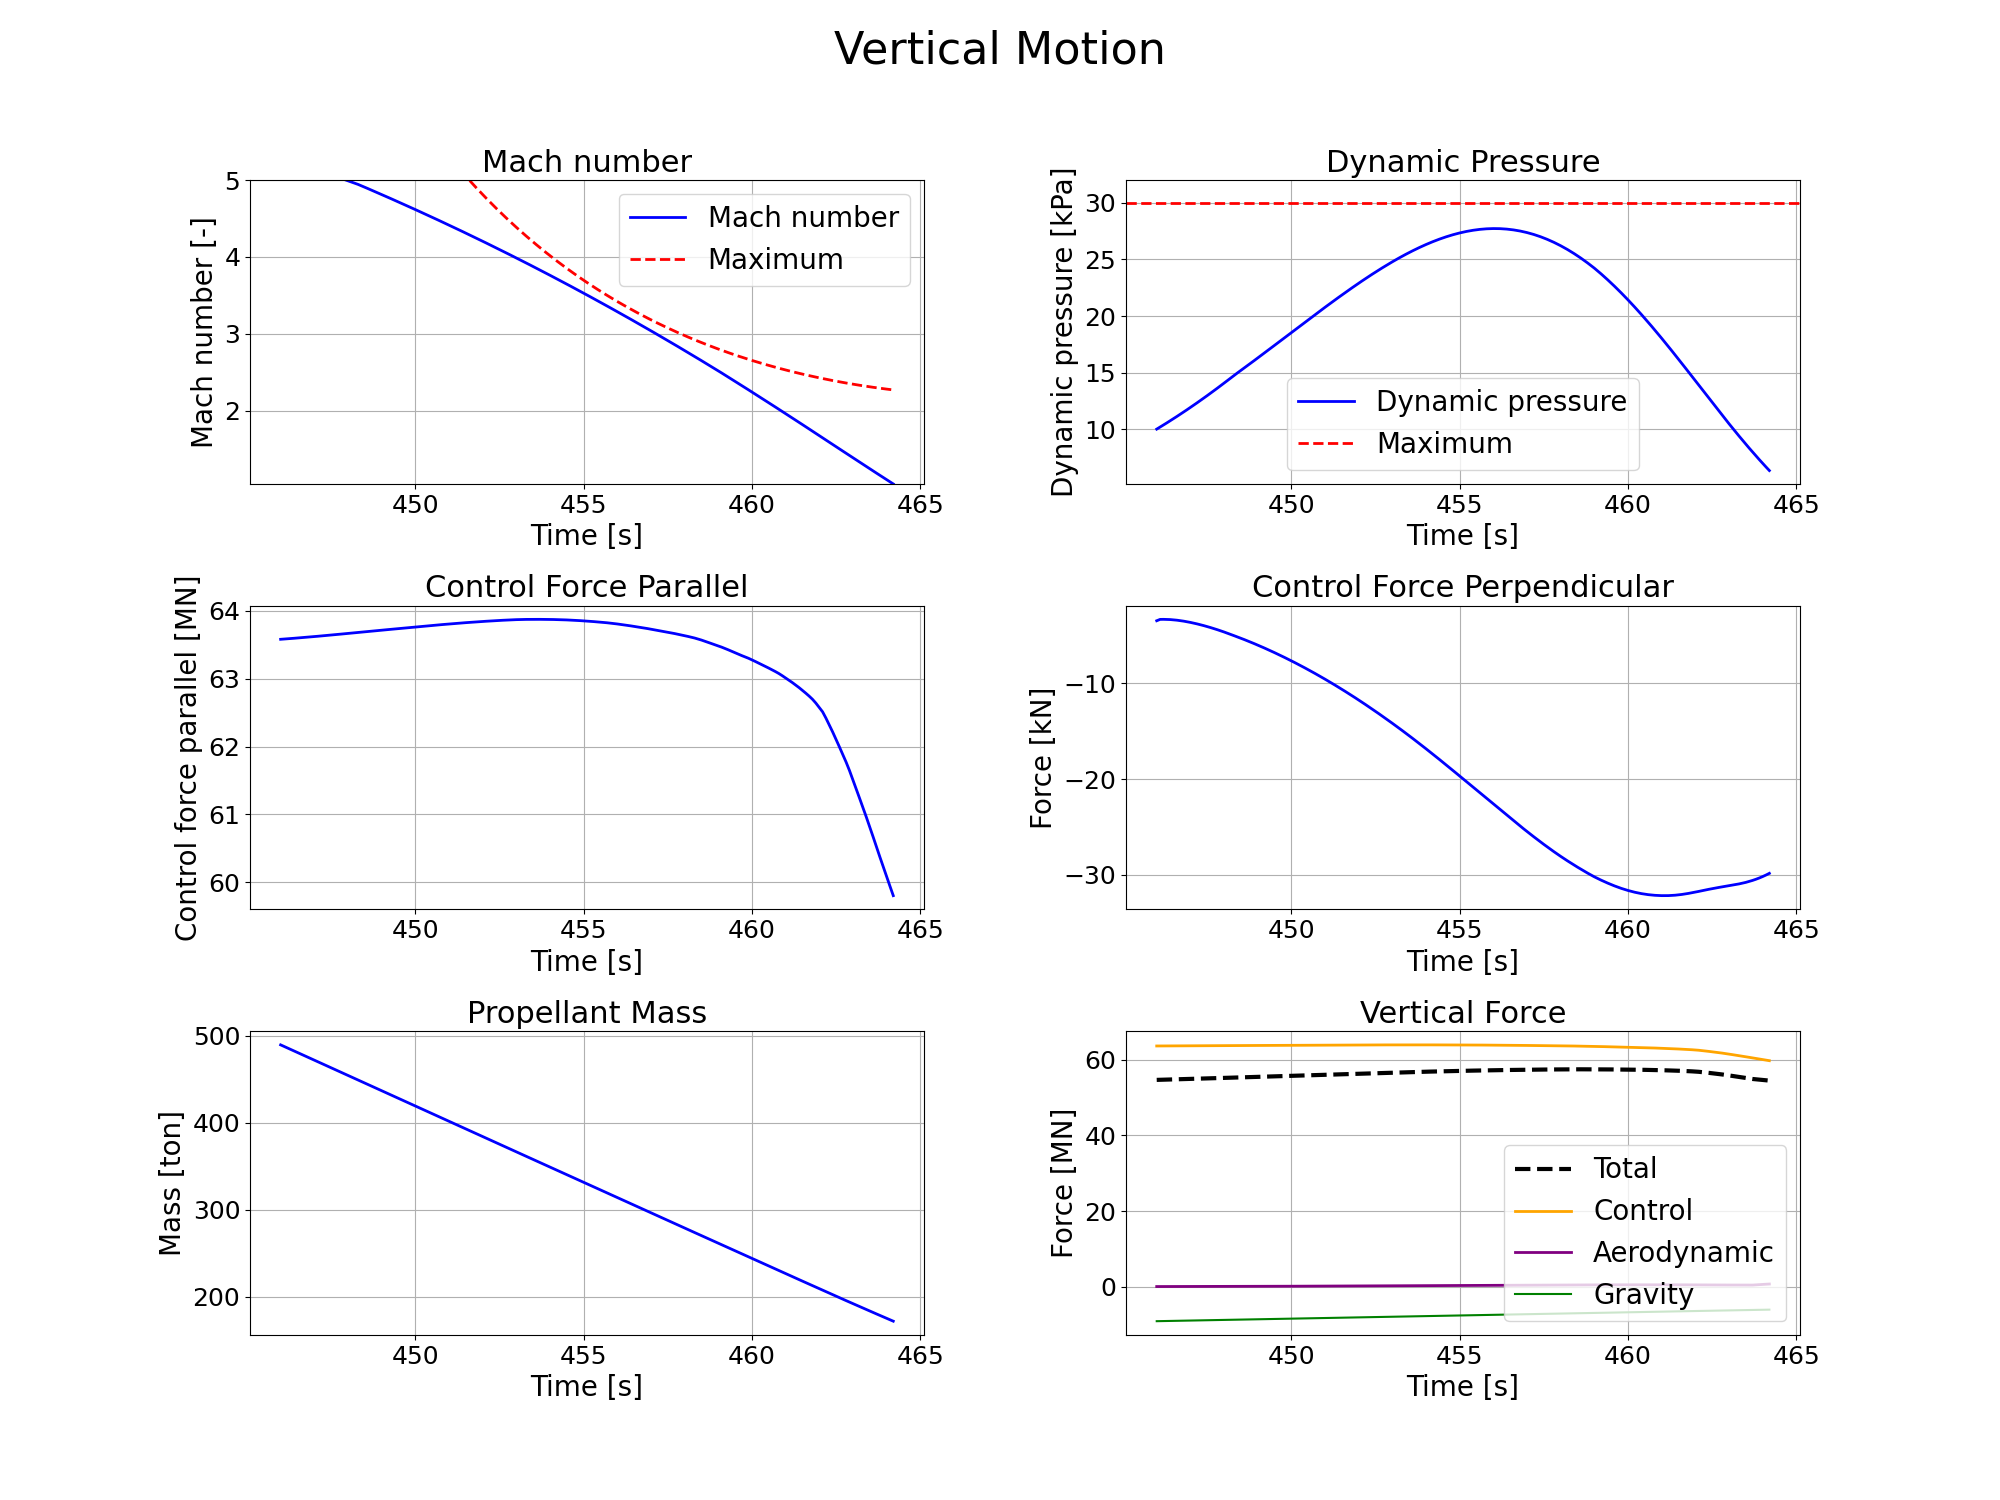 Vertical Motion
Mach number
Mach number [-]
5
4
3
2
Mach number
Maximum
450
455
460
465
Time [s]
Dynamic Pressure
Dynamic pressure [kPa]
30
25
20
15
10
Dynamic pressure
Maximum
450
455
460
465
Time [s]
Control Force Parallel
Control force parallel [MN]
64
63
62
61
60
450
455
460
465
Time [s]
Control Force Perpendicular
Force [kN]
−10
−20
−30
450
455
460
465
Time [s]
Propellant Mass
Mass [ton]
500
400
300
200
450
455
460
465
Time [s]
Vertical Force
Force [MN]
60
40
20
0
Total
Control
Aerodynamic
Gravity
450
455
460
465
Time [s]